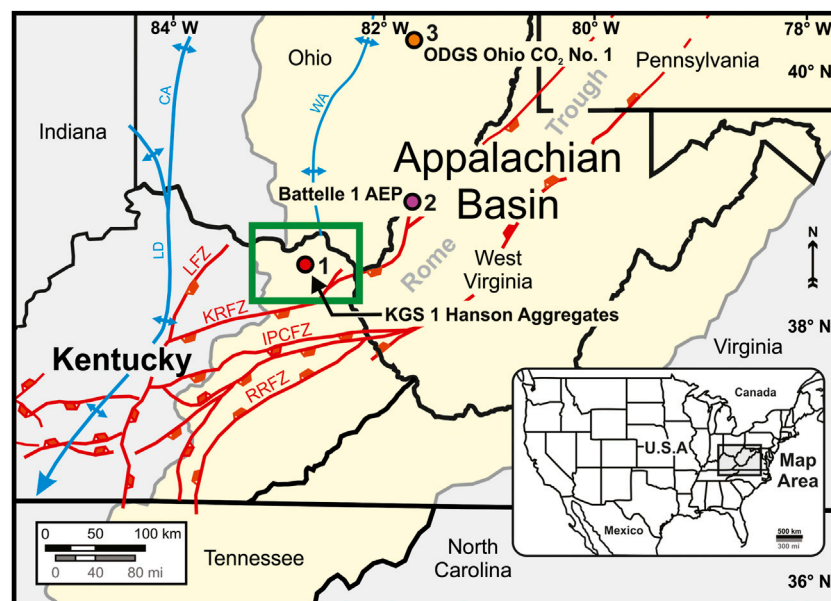 84° W
82° W
80° W
78° W
3
Ohio
ODGS Ohio CO₂ No. 1
Pennsylvania
40° N
CA
WA
Trough
Indiana
Appalachian
Basin
Battelle 1 AEP
2
LD
LFZ
1
Rome
West
Virginia
N
KRFZ
KGS 1 Hanson Aggregates
38° N
IPCFZ
Kentucky
Virginia
RRFZ
Canada
U.S.A
Map
Area
Mexico
500 km
300 mi
0 50 100 km
0 40 80 mi
Tennessee
North
Carolina
36° N